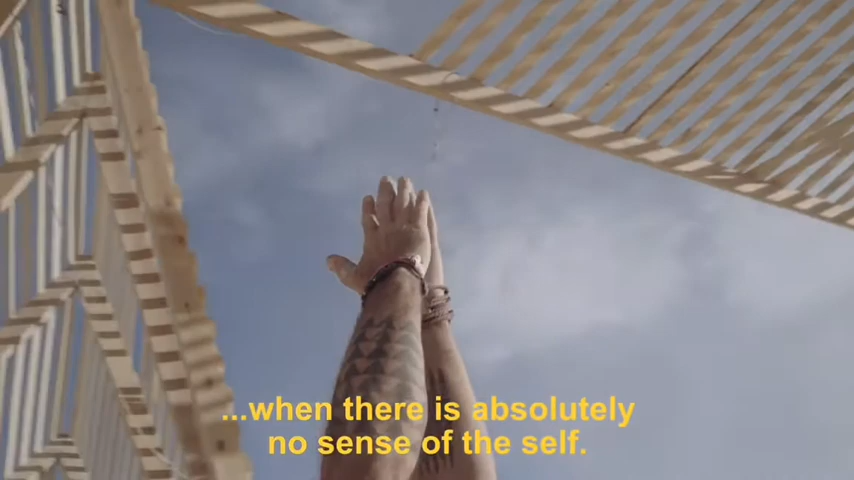 ...when there is absolutely
no sense of the self.